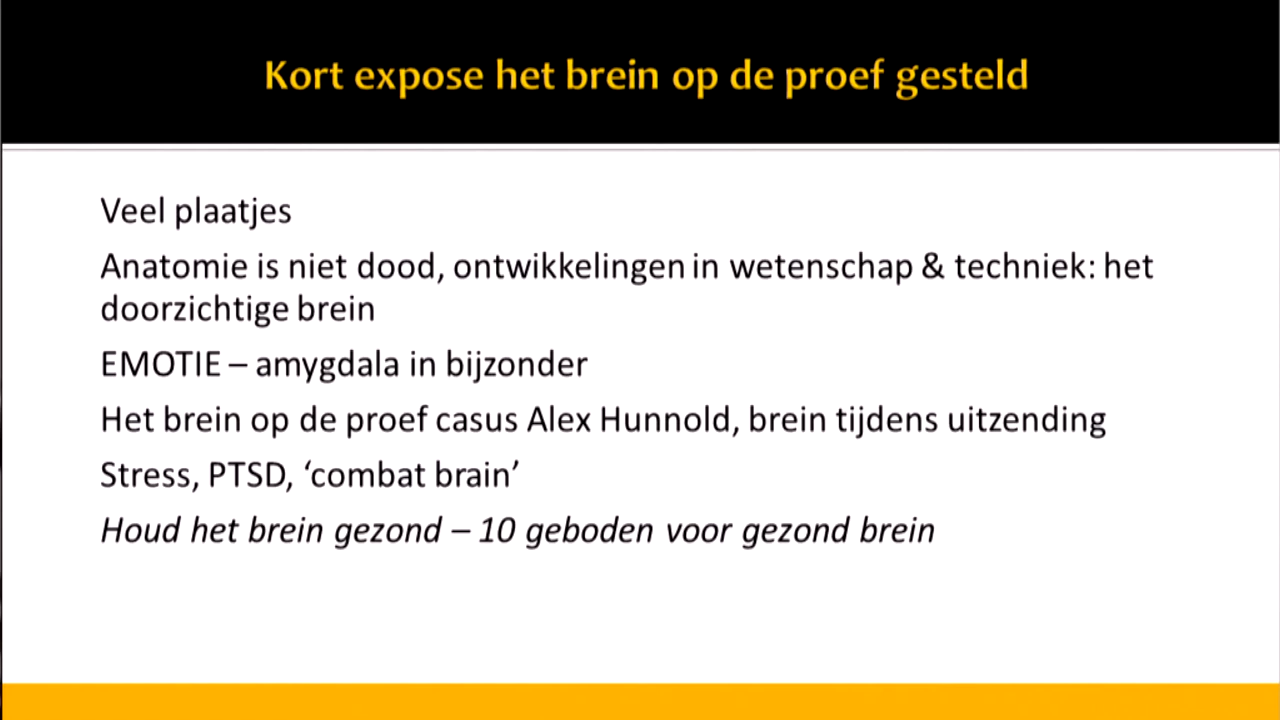 Kort expose het brein op de proef gesteld
Veel plaatjes
Anatomie is niet dood, ontwikkelingen in wetenschap & techniek: het
doorzichtige brein
EMOTIE – amygdala in bijzonder
Het brein op de proef casus Alex Hunnold, brein tijdens uitzending
Stress, PTSD, ‘combat brain’
Houd het brein gezond – 10 geboden voor gezond brein